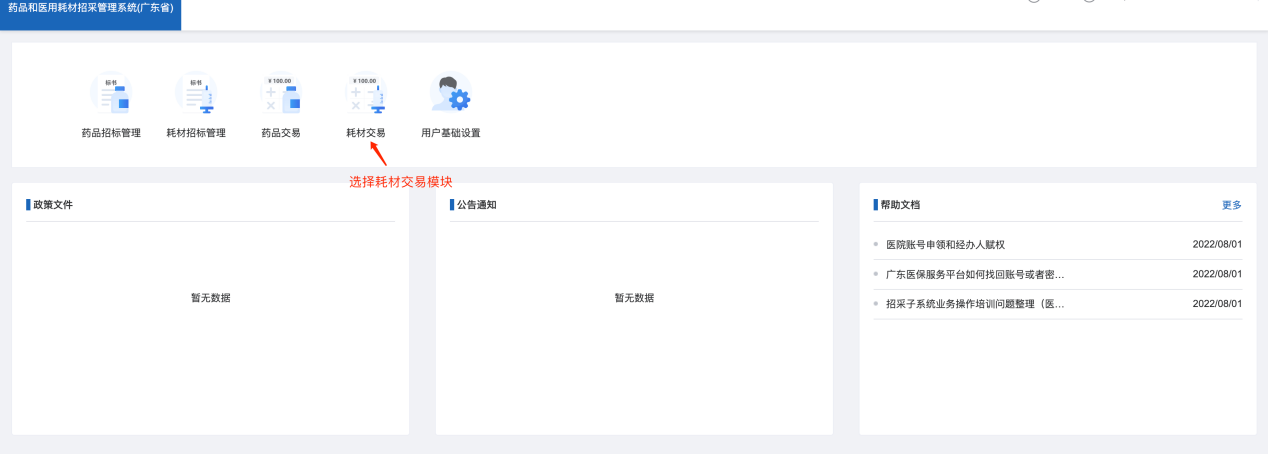 药品和医用耗材招采管理系统(广东省)
标书
标书
¥ 100.00
¥ 100.00
药品招标管理
耗材招标管理
药品交易
耗材交易
用户基础设置
选择耗材交易模块
政策文件
暂无数据
公告通知
暂无数据
帮助文档
更多
医院账号申领和经办人赋权
2022/08/01
广东医保服务平台如何找回账号或者密...
2022/08/01
招采子系统业务操作培训问题整理（医...
2022/08/01